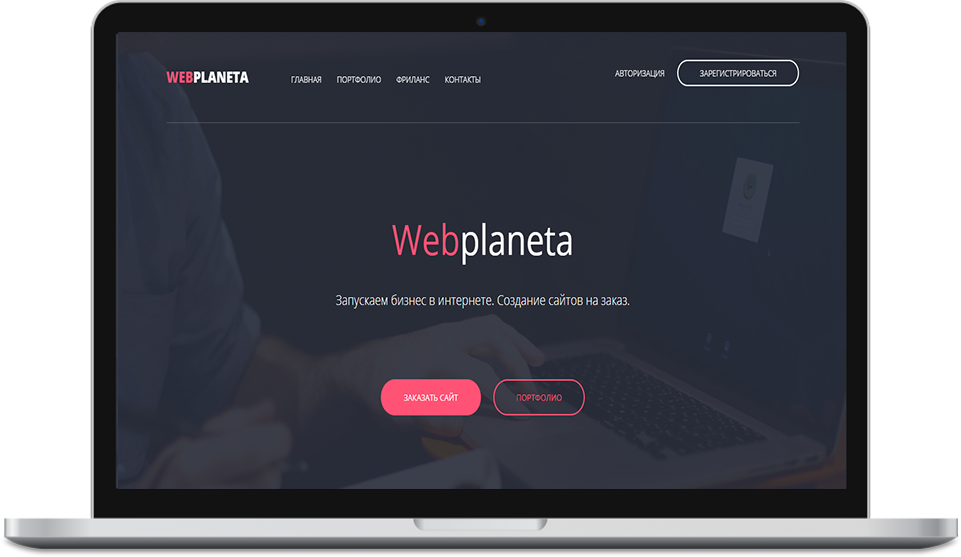 WEBPLANETA ГЛАВНАЯ ПОРТФОЛИО ФРИЛАНС КОНТАКТЫ АВТОРИЗАЦИЯ ЗАРЕГИСТРИРОВАТЬСЯ
Webplaneta
Запускаем бизнес в интернете. Создание сайтов на заказ.
ЗАКАЗАТЬ САЙТ ПОРТФОЛИО